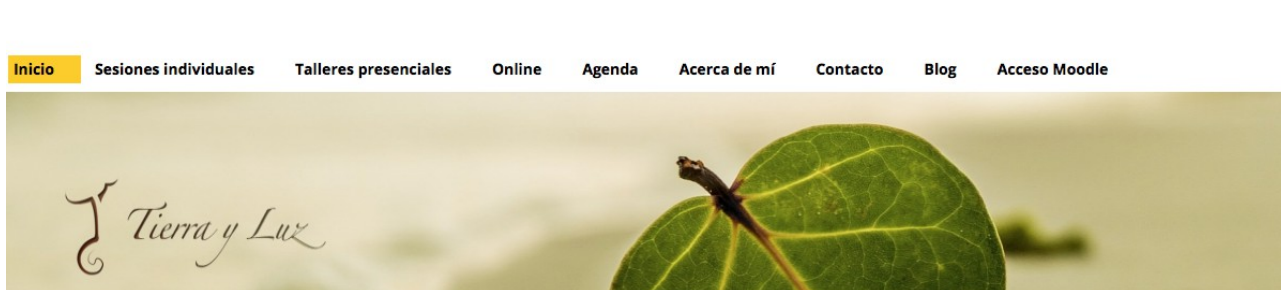 Inicio Sesiones individuales Talleres presenciales Online Agenda Acerca de mí Contacto Blog Acceso Moodle
Tierra y Luz